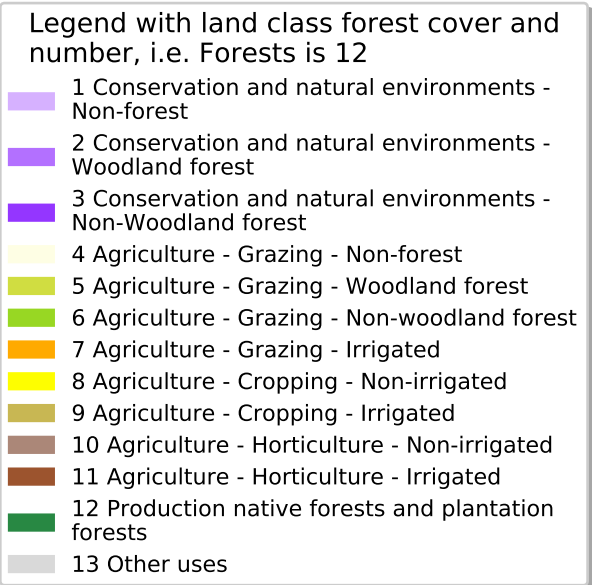 Legend with land class forest cover and
number, i.e. Forests is 12
1 Conservation and natural environments -
Non-forest
2 Conservation and natural environments -
Woodland forest
3 Conservation and natural environments -
Non-Woodland forest
4 Agriculture - Grazing - Non-forest
5 Agriculture - Grazing - Woodland forest
6 Agriculture - Grazing - Non-woodland forest
7 Agriculture - Grazing - Irrigated
8 Agriculture - Cropping - Non-irrigated
9 Agriculture - Cropping - Irrigated
10 Agriculture - Horticulture - Non-irrigated
11 Agriculture - Horticulture - Irrigated
12 Production native forests and plantation
forests
13 Other uses